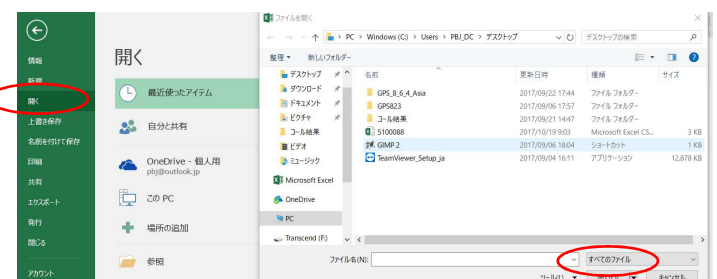 ファイルを開く
PC > Windows (C:) > Users > PBJ_DC > デスクトップ
デスクトップの検索
整理 新しいフォルダー
情報
新規
開く
上書き保存
名前を付けて保存
印刷
共有
エクスポート
発行
閉じる
アカウント
開く
最近使ったアイテム
自分と共有
OneDrive - 個人用
pbj@outlook.jp
この PC
場所の追加
参照
デスクトップ
ダウンロード
ドキュメント
ピクチャ
コール結果
ビデオ
ミュージック
Microsoft Excel
OneDrive
PC
Transcend (F:)
名前 更新日時 種類 サイズ
GPS_8_6_4_Asia 2017/09/22 17:44 ファイル フォルダー
GPS823 2017/09/06 17:57 ファイル フォルダー
コール結果 2017/09/21 14:47 ファイル フォルダー
5100088 2017/10/19 9:03 Microsoft Excel CS... 3 KB
GIMP 2 2017/09/06 18:04 ショートカット 1 KB
TeamViewer_Setup_ja 2017/09/04 16:11 アプリケーション 12,878 KB
ファイル名(N):
すべてのファイル
ツール(L)
キャンセル